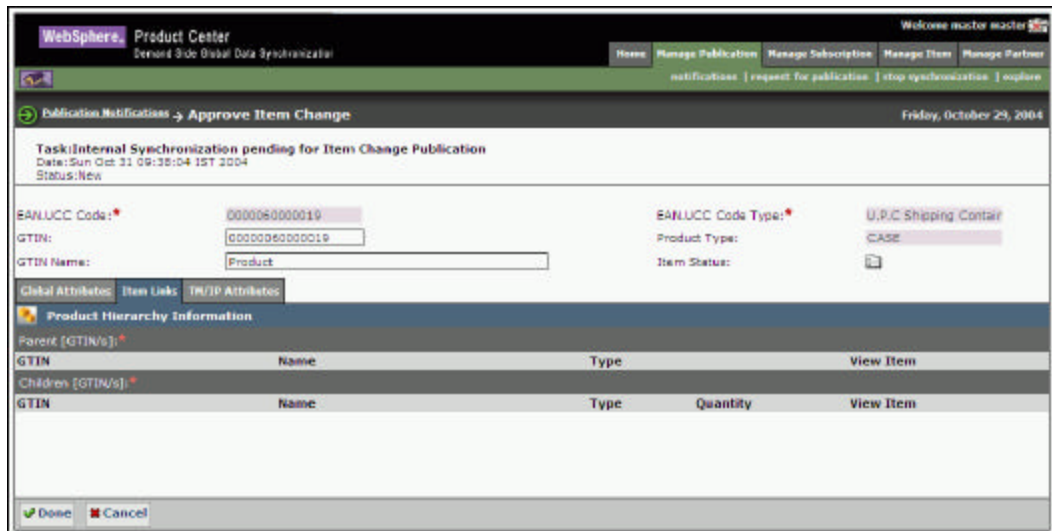 Welcome master master
WebSphere. Product Center
Demand Side Global Data Synchronization
Home Manage Publication Manage Subscription Manage Item Manage Partner
notifications | request for publication | stop synchronization | explore
Publication Notifications → Approve Item Change Friday, October 29, 2004
Task:Internal Synchronization pending for Item Change Publication
Date:Sun Oct 31 09:38:04 IST 2004
Status:New
EAN.UCC Code:* 0000060000019 EAN.UCC Code Type:* U.P.C Shipping Contain
GTIN: 00000060000019 Product Type: CASE
GTIN Name: Product Item Status:
Global Attributes Item Links TM/IP Attributes
Product Hierarchy Information
Parent [GTIN/s]:*
GTIN Name Type View Item
Children [GTIN/s]:*
GTIN Name Type Quantity View Item
Done Cancel